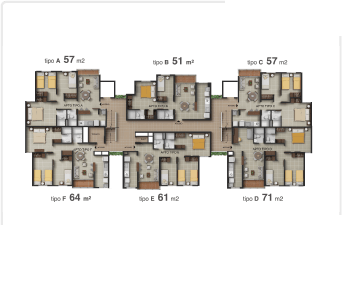 tipo A 57 m2
tipo B 51 m²
tipo C 57 m2
tipo F 64 m²
tipo E 61 m2
tipo D 71 m2